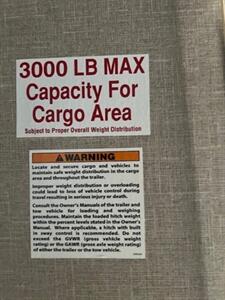 3000 LB MAX
Capacity For
Cargo Area
Subject to Proper Overall Weight Distribution
WARNING
Locate and secure cargo and vehicles to
maintain safe weight distribution in the cargo
area and throughout the trailer.
Improper weight distribution or overloading
could lead to loss of vehicle control during
travel resulting in serious injury or death.
Consult the Owner's Manuals of the trailer and
tow vehicle for loading and weighing
procedures. Maintain the loaded hitch weight
within the percent levels stated in the Owner's
Manual. Where applicable, a hitch with built
in sway control is recommended. Do not
exceed the GVWR (gross vehicle weight
rating) or the GAWR (gross axle weight rating)
of either the trailer or the tow vehicle.